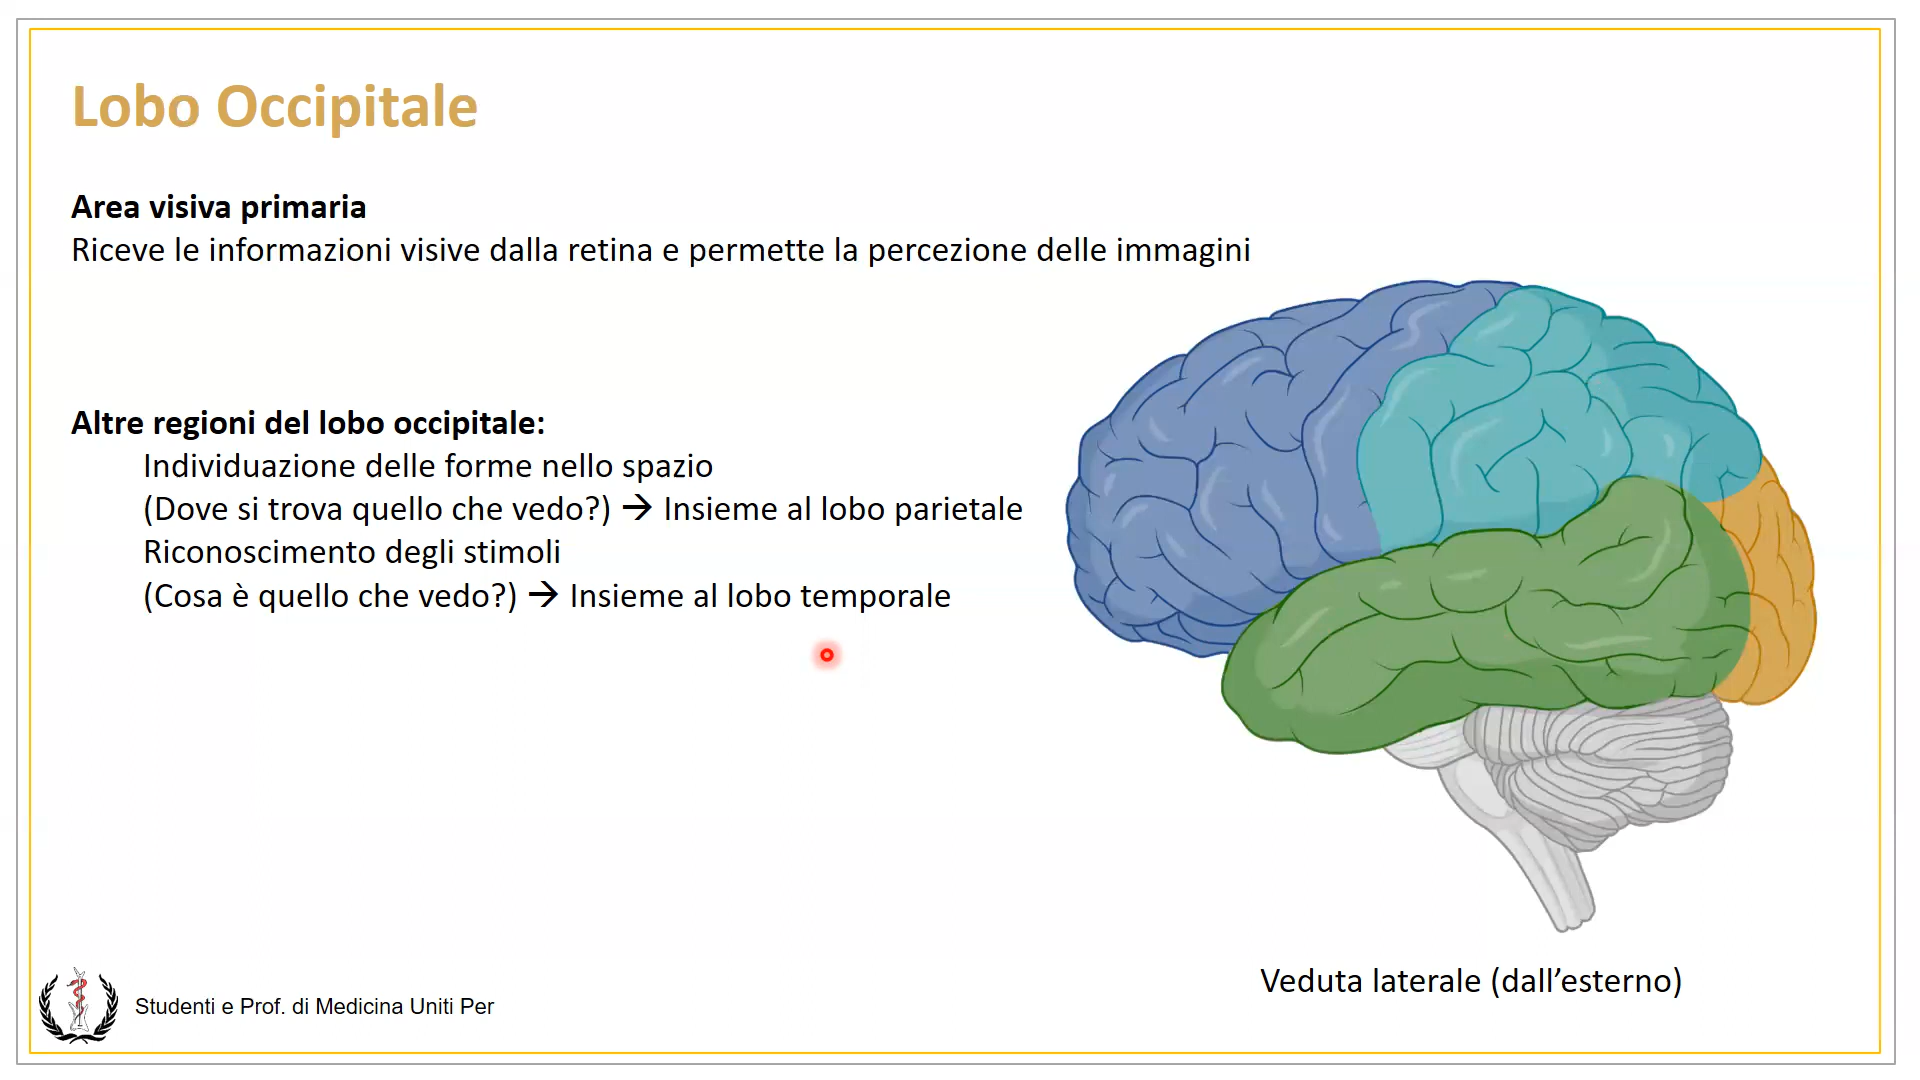 Lobo Occipitale
Area visiva primaria
Riceve le informazioni visive dalla retina e permette la percezione delle immagini
Altre regioni del lobo occipitale:
Individuazione delle forme nello spazio
(Dove si trova quello che vedo?) → Insieme al lobo parietale
Riconoscimento degli stimoli
(Cosa è quello che vedo?) → Insieme al lobo temporale
Veduta laterale (dall’esterno)
Studenti e Prof. di Medicina Uniti Per